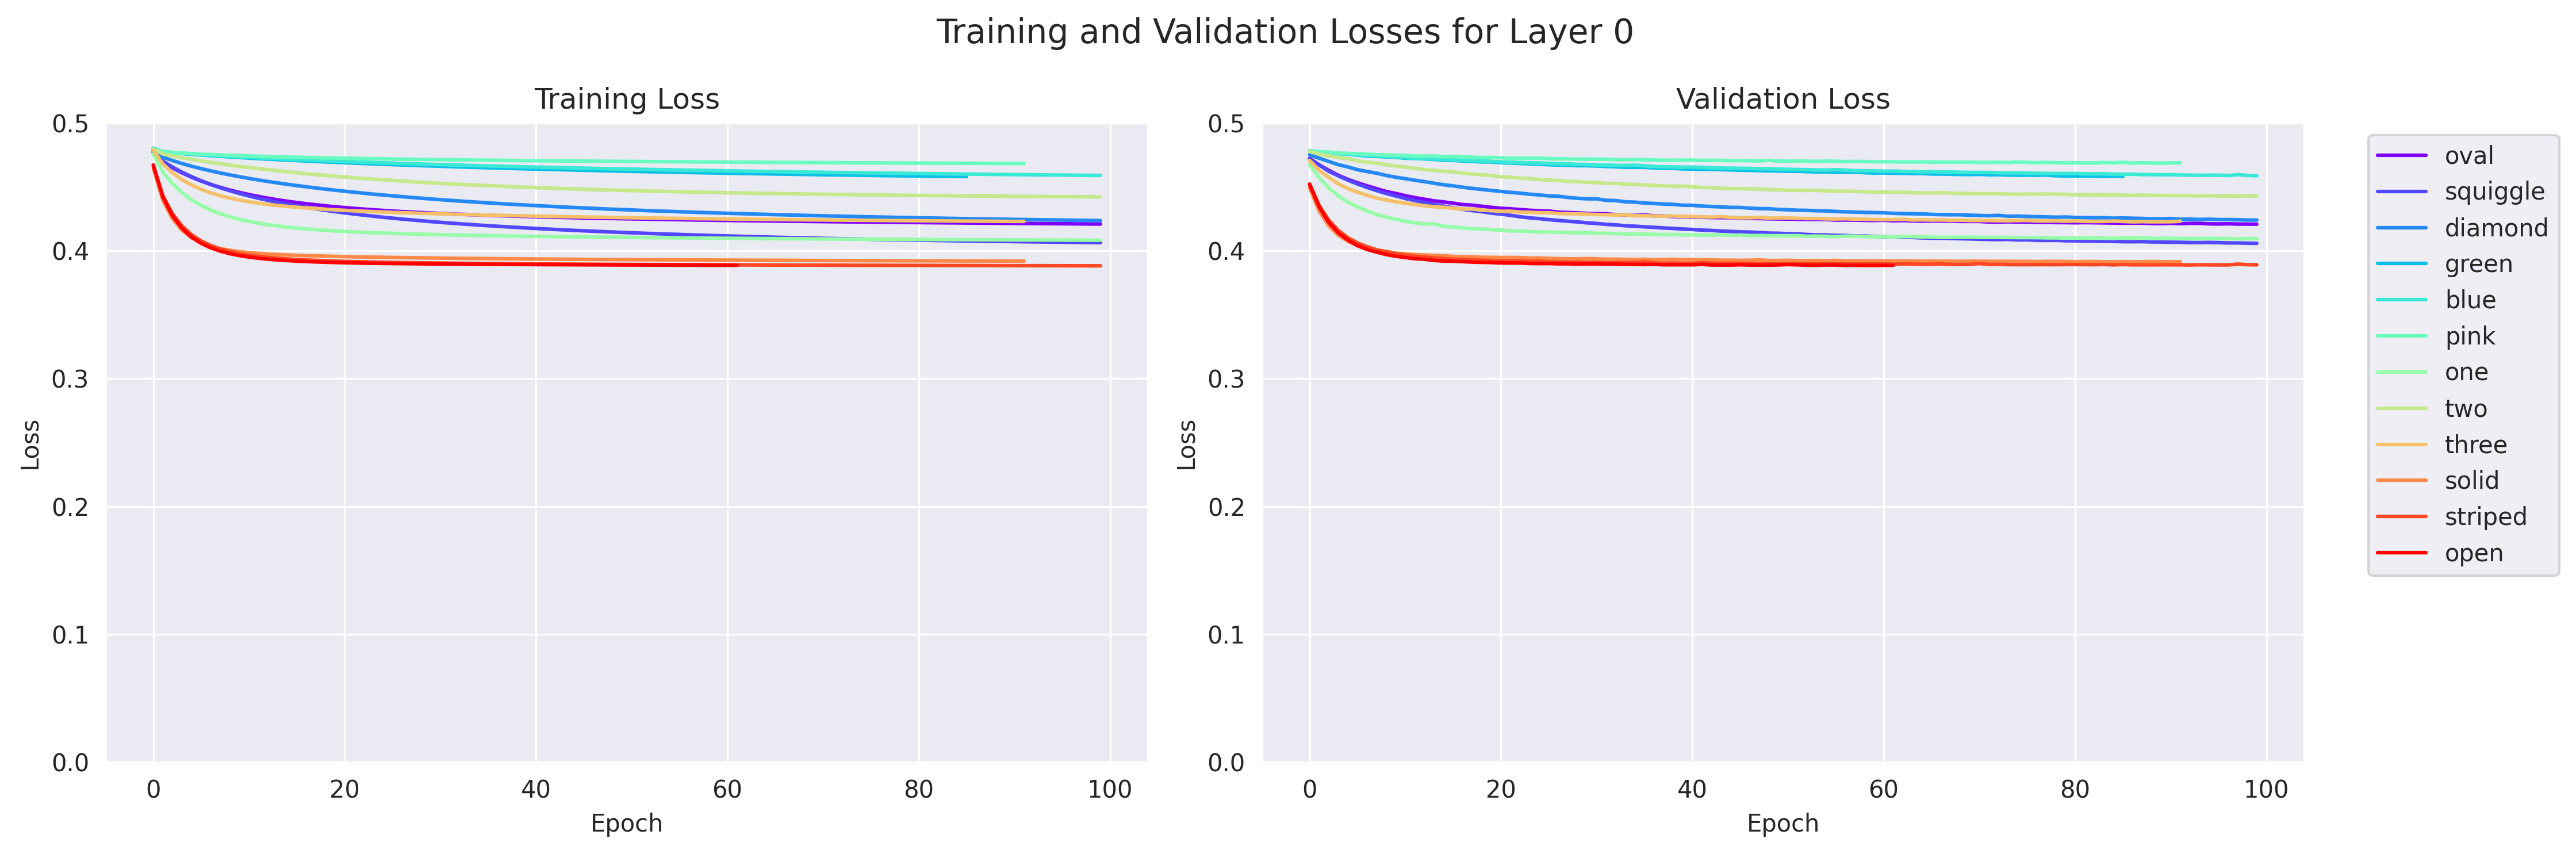 Training and Validation Losses for Layer 0
Training Loss
0.5
0.4
0.3
0.2
0.1
0.0
Loss
0 20 40 60 80 100
Epoch
Validation Loss
0.5
0.4
0.3
0.2
0.1
0.0
Loss
0 20 40 60 80 100
Epoch
oval
squiggle
diamond
green
blue
pink
one
two
three
solid
striped
open